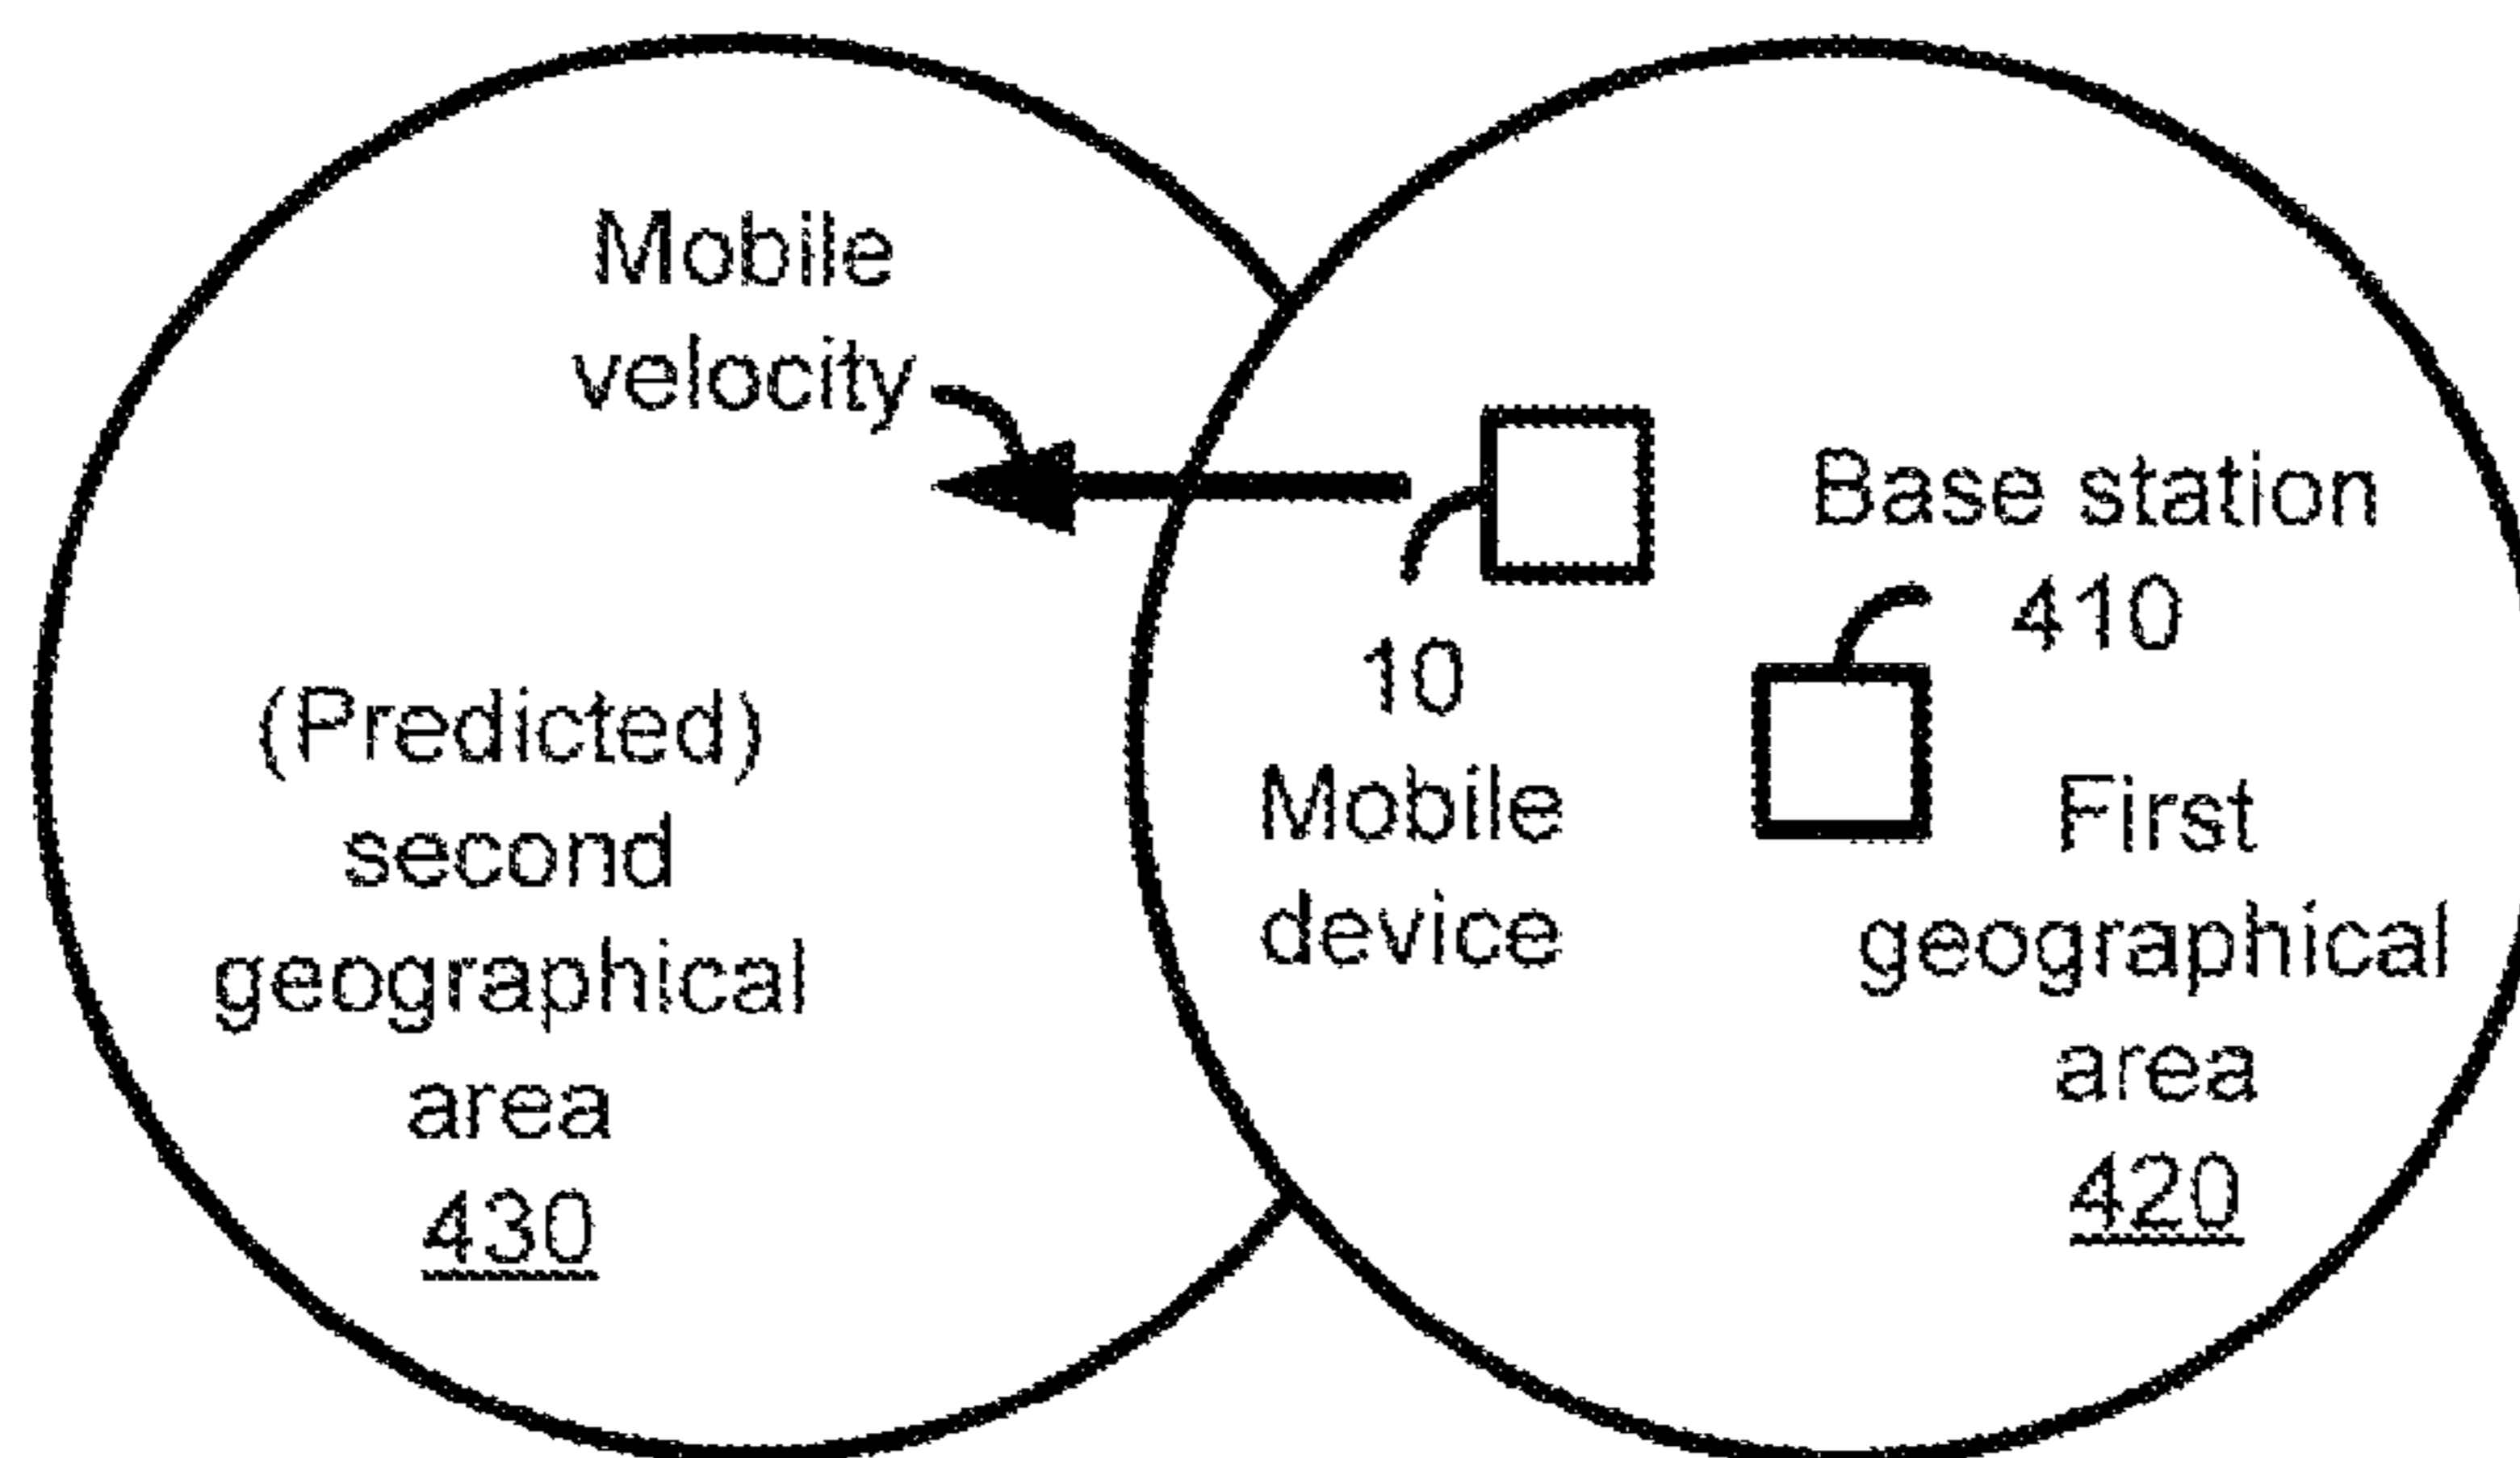 Mobile
velocity
Base station
410
10
Mobile
device
(Predicted)
second
geographical
area
430
First
geographical
area
420